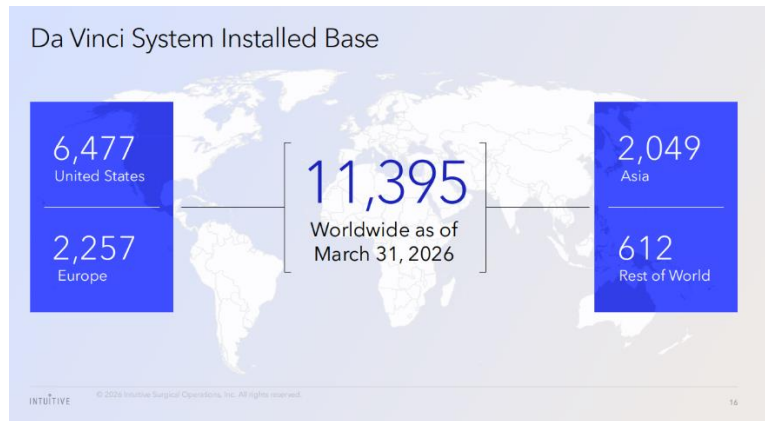 Da Vinci System Installed Base
6,477
United States
2,257
Europe
11,395
Worldwide as of
March 31, 2026
2,049
Asia
612
Rest of World
INTUITIVE
© 2026 Intuitive Surgical Operations, Inc. All rights reserved.
16